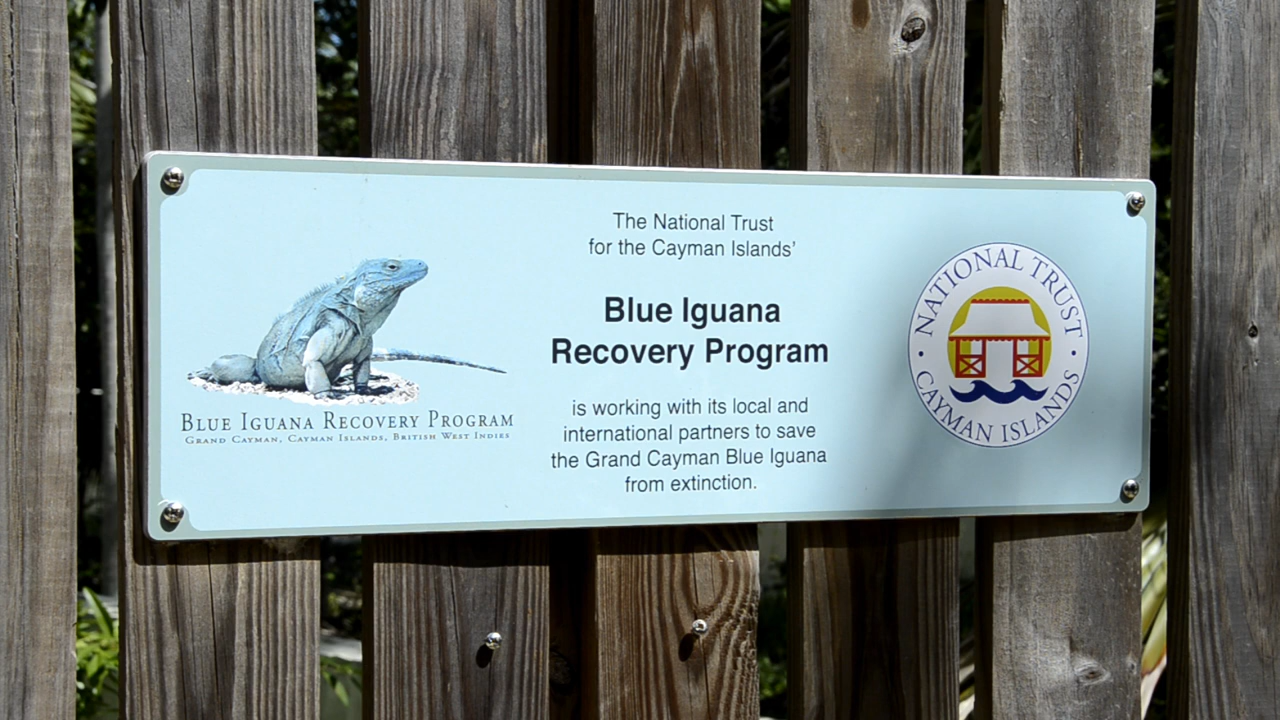 The National Trust
for the Cayman Islands'
Blue Iguana
Recovery Program
is working with its local and
international partners to save
the Grand Cayman Blue Iguana
from extinction.
BLUE IGUANA RECOVERY PROGRAM
GRAND CAYMAN, CAYMAN ISLANDS, BRITISH WEST INDIES
NATIONAL TRUST
• CAYMAN ISLANDS •